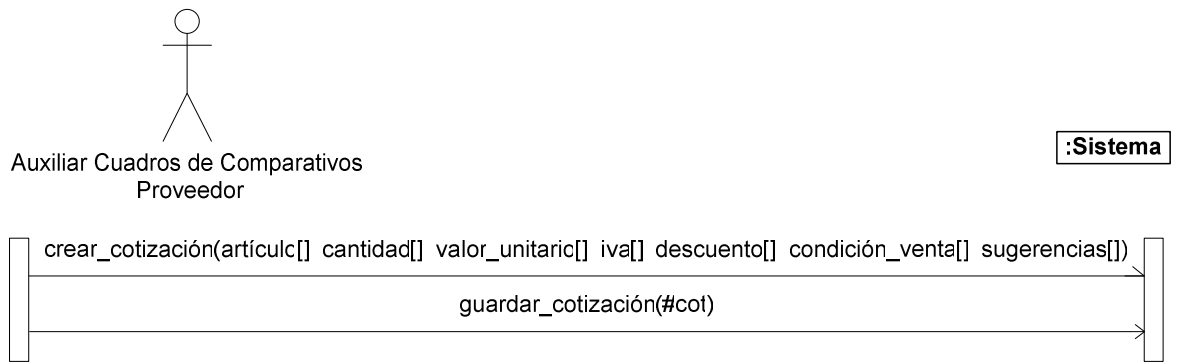 Auxiliar Cuadros de Comparativos
Proveedor
:Sistema
crear_cotización(artículo[] cantidad[] valor_unitario[] iva[] descuento[] condición_venta[] sugerencias[])
guardar_cotización(#cot)